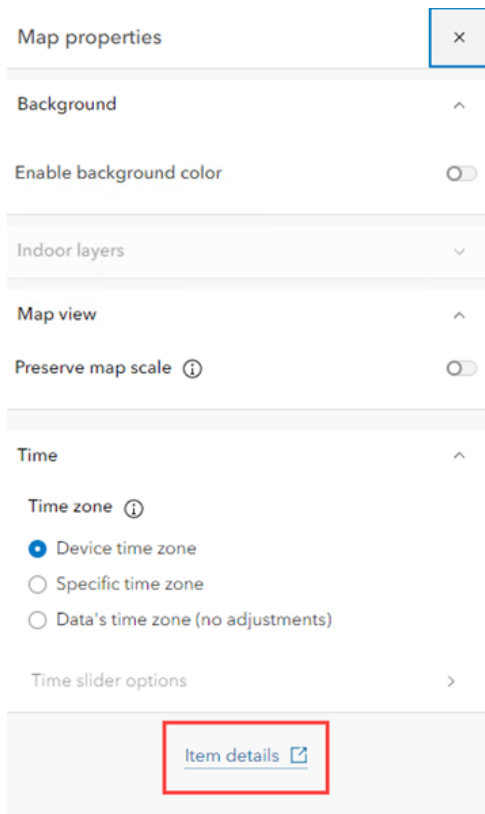 Map properties
Background
Enable background color
Indoor layers
Map view
Preserve map scale
Time
Time zone
Device time zone
Specific time zone
Data's time zone (no adjustments)
Time slider options
Item details